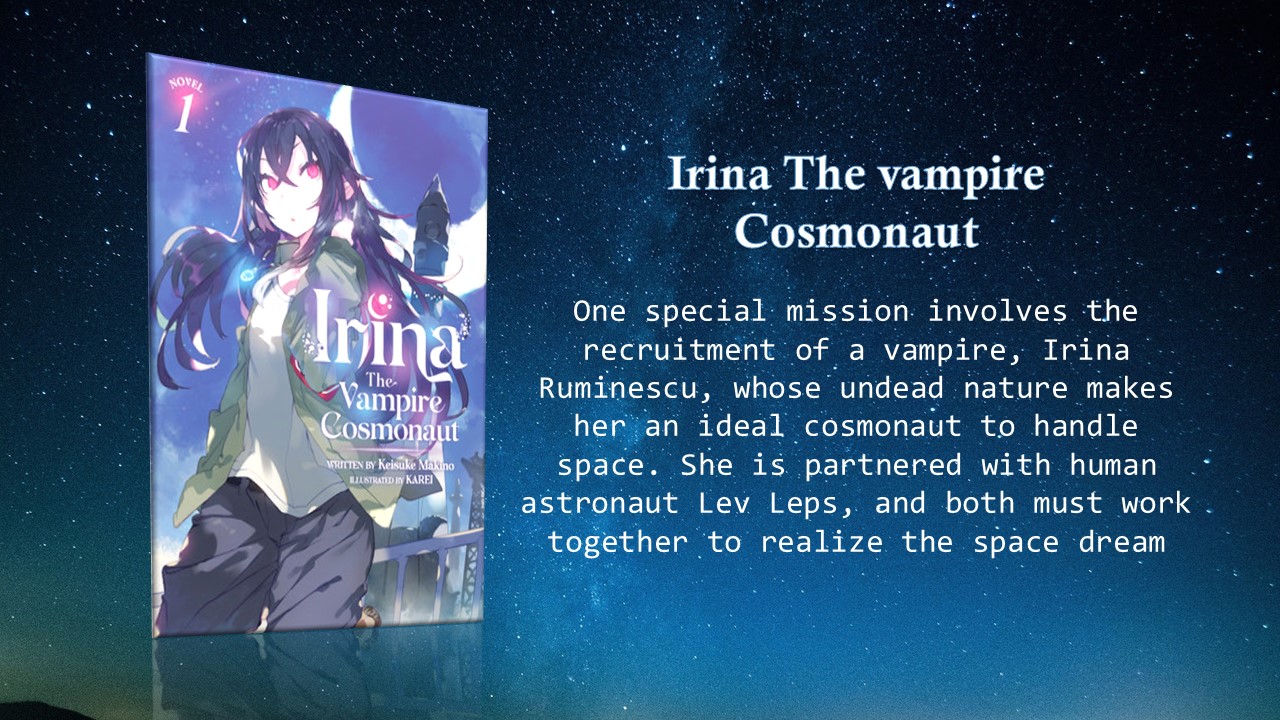 NOVEL
1
Irina
The
Vampire
Cosmonaut
WRITTEN BY Keisuke Makino
ILLUSTRATED BY KAREI
Irina The vampire
Cosmonaut
One special mission involves the
recruitment of a vampire, Irina
Ruminescu, whose undead nature makes
her an ideal cosmonaut to handle
space. She is partnered with human
astronaut Lev Leps, and both must work
together to realize the space dream